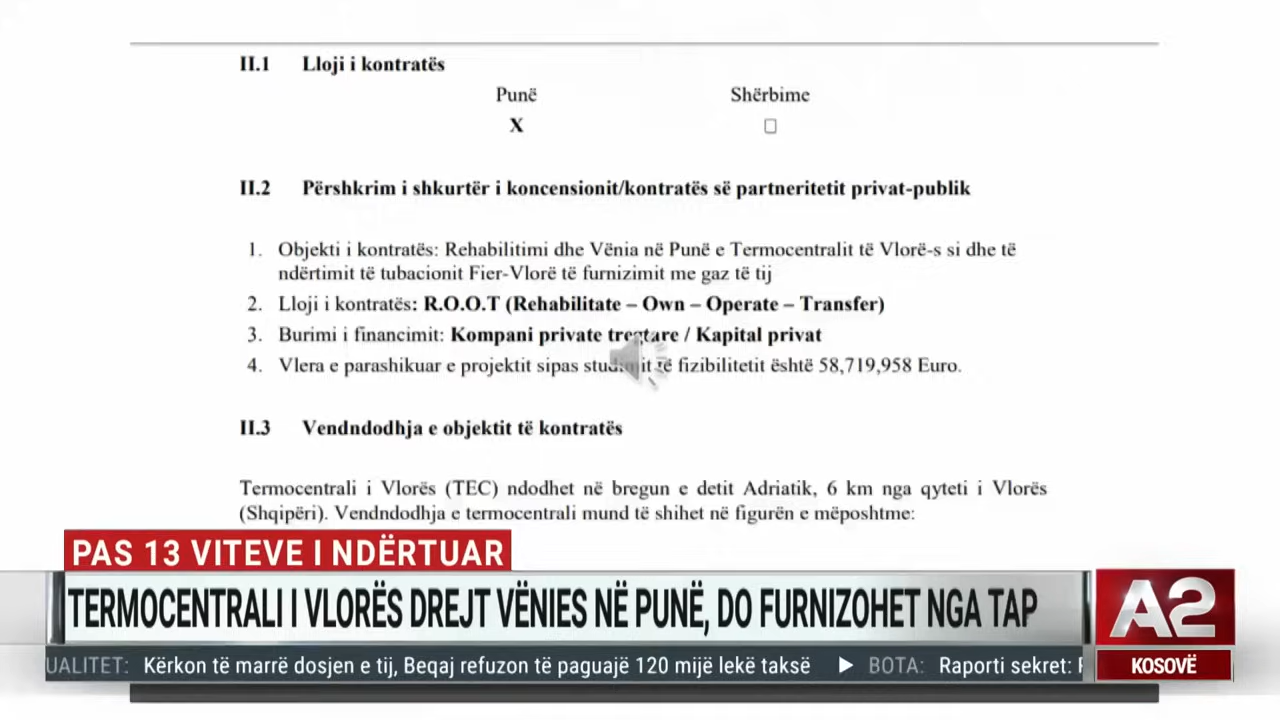 II.1 Lloji i kontratës
Punë Shërbime
X
II.2 Përshkrim i shkurtër i koncensionit/kontratës së partneritetit privat-publik
1. Objekti i kontratës: Rehabilitimi dhe Vënia në Punë e Termocentralit të Vlorë-s si dhe të
ndërtimit të tubacionit Fier-Vlorë të furnizimit me gaz të tij
2. Lloji i kontratës: R.O.O.T (Rehabilitate – Own – Operate – Transfer)
3. Burimi i financimit: Kompani private tregtare / Kapital privat
4. Vlera e parashikuar e projektit sipas studimit të fizibilitetit është 58,719,958 Euro.
II.3 Vendndodhja e objektit të kontratës
Termocentrali i Vlorës (TEC) ndodhet në bregun e detit Adriatik, 6 km nga qyteti i Vlorës
(Shqipëri). Vendndodhja e termocentrali mund të shihet në figurën e mëposhtme:
PAS 13 VITEVE I NDËRTUAR
TERMOCENTRALI I VLORËS DREJT VËNIES NË PUNË, DO FURNIZOHET NGA TAP
A2
KOSOVË
UALITET: Kërkon të marrë dosjen e tij, Beqaj refuzon të paguajë 120 mijë lekë taksë ▶ BOTA: Raporti sekret: